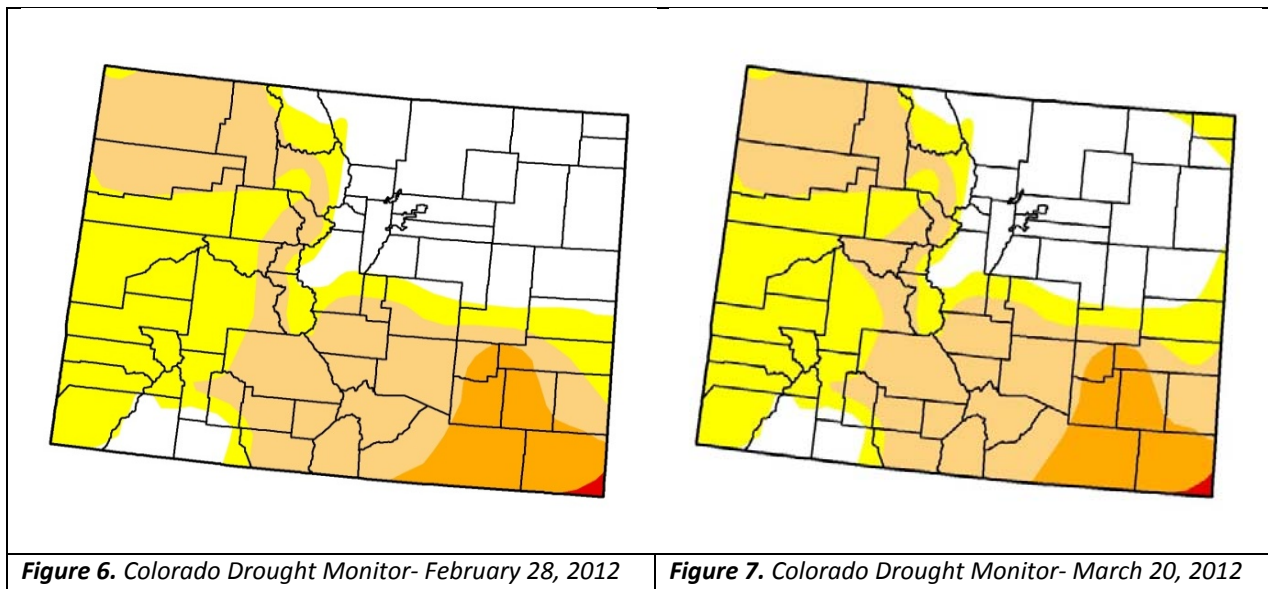 Figure 6. Colorado Drought Monitor- February 28, 2012
Figure 7. Colorado Drought Monitor- March 20, 2012